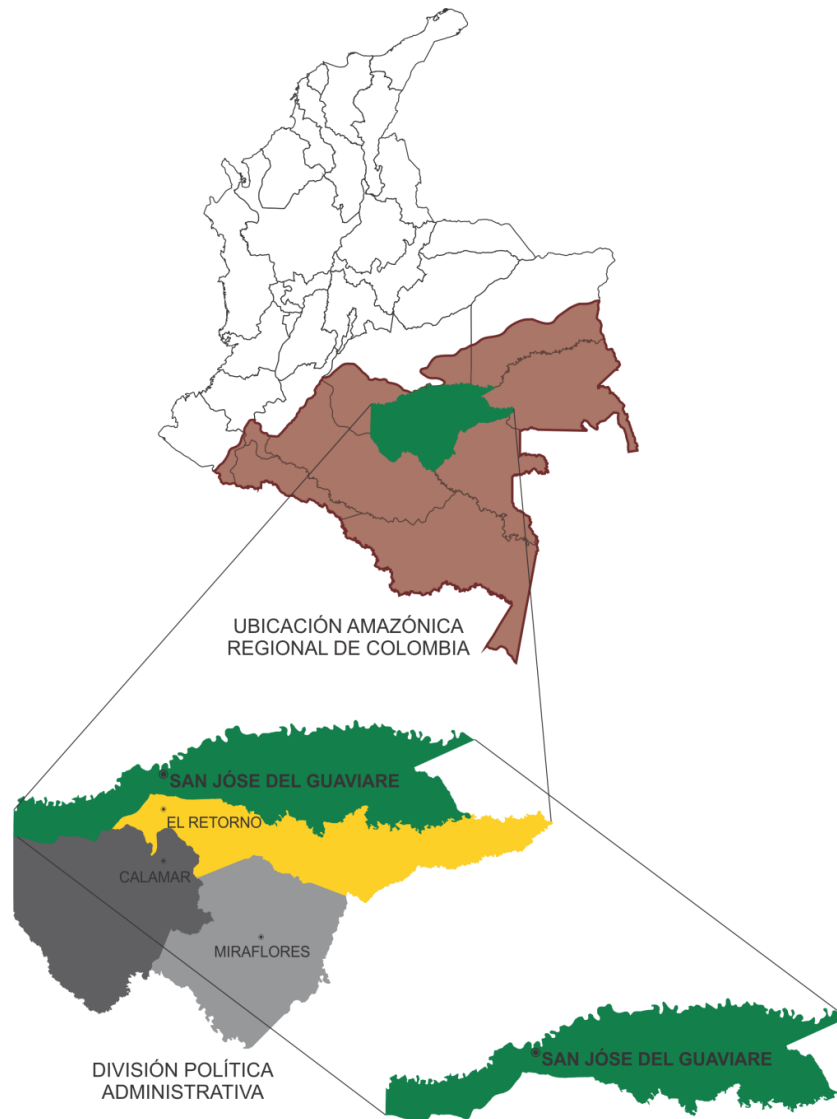 UBICACIÓN AMAZÓNICA
REGIONAL DE COLOMBIA
SAN JÓSE DEL GUAVIARE
EL RETORNO
CALAMAR
MIRAFLORES
DIVISIÓN POLÍTICA
ADMINISTRATIVA
SAN JÓSE DEL GUAVIARE